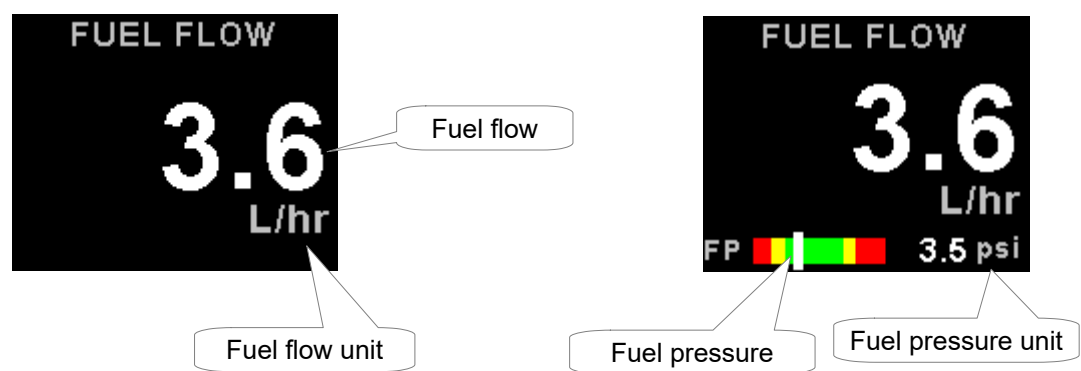 FUEL FLOW
3.6
L/hr
Fuel flow
Fuel flow unit
FUEL FLOW
3.6
L/hr
FP 3.5 psi
Fuel pressure
Fuel pressure unit